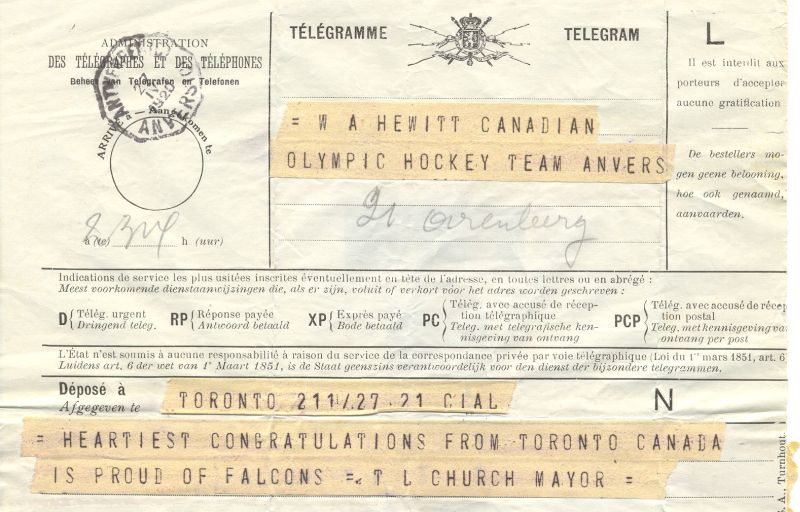 ADMINISTRATION
DES TÉLÉGRAPHES ET DES TÉLÉPHONES
Beheer van Telegrafen en Telefonen
ANVERS
1920
à (te) h (uur)
TÉLÉGRAMME TELEGRAM
= W A HEWITT CANADIAN
OLYMPIC HOCKEY TEAM ANVERS
L
Il est interdit aux
porteurs d'accepter
aucune gratification
De bestellers mo-
gen geene belooning,
hoe ook genaamd,
aanvaarden.
Indications de service les plus usitées inscrites éventuellement en tête de l'adresse, en toutes lettres ou en abrégé :
Meest voorkomende dienstaanwijzingen die, als er zijn, voluit of verkort vóór het adres worden geschreven :
D { Télég. urgent
Dringend teleg.
RP { Réponse payée
Antwoord betaald
XP { Exprès payé
Bode betaald
PC { Télég. avec accusé de récep-
tion télégraphique
Teleg. met telegrafische ken-
nisgeving van ontvang
PCP { Télég. avec accusé de récep
tion postal
Teleg. met kennisgeving van
ontvang per post
L'État n'est soumis à aucune responsabilité à raison du service de la correspondance privée par voie télégraphique (Loi du 1er mars 1851, art. 6)
Luidens art. 6 der wet van 1n Maart 1851, is de Staat geenszins verantwoordelijk voor den dienst der bijzondere telegrammen.
Déposé à
Afgegeven te
TORONTO 211/27 21 CIAL
N
= HEARTIEST CONGRATULATIONS FROM TORONTO CANADA
IS PROUD OF FALCONS = T L CHURCH MAYOR =
A., Turnhout.